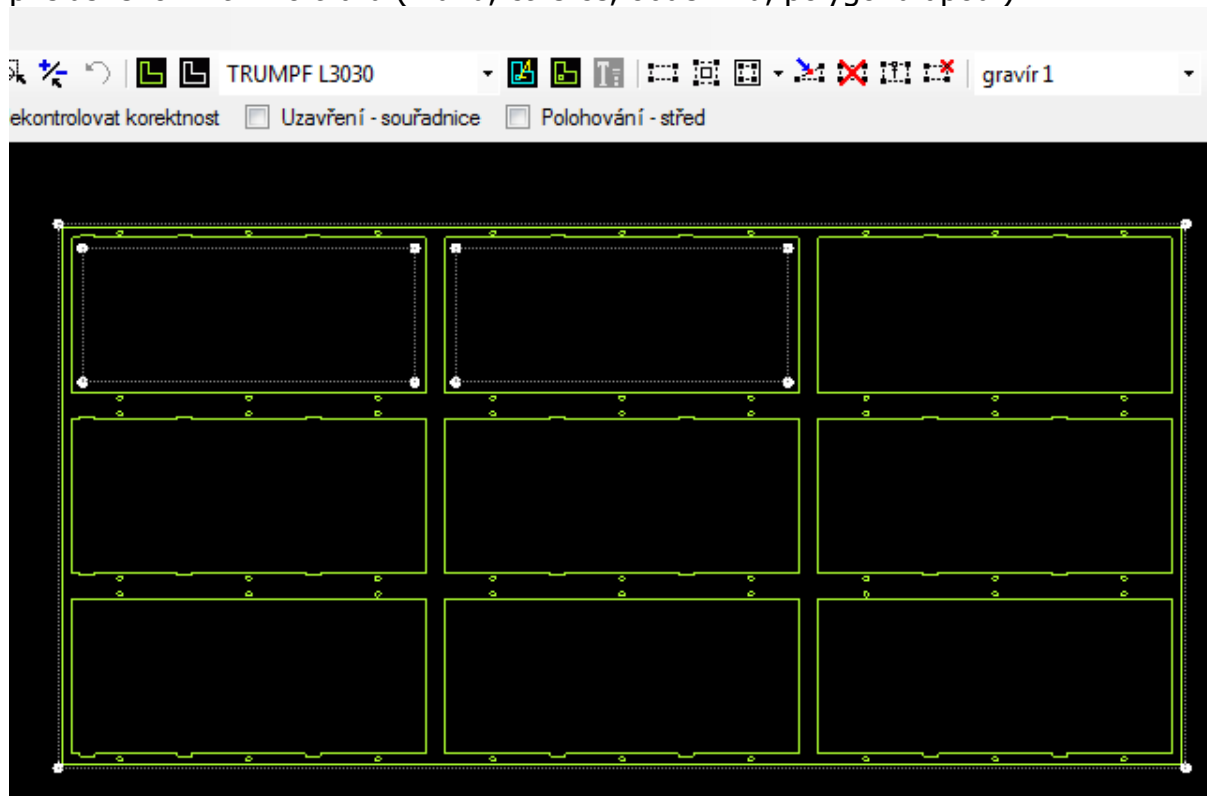 TRUMPF L3030 gravír 1
ekontrolovat korektnost Uzavření - souřadnice Polohování - střed